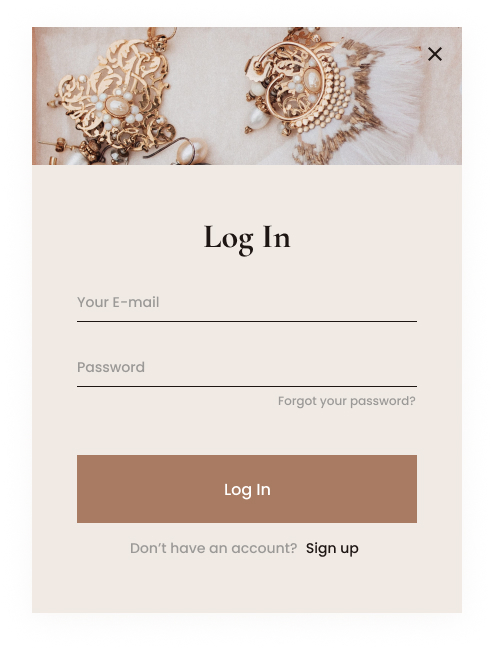 Log In
Your E-mail
Password
Forgot your password?
Log In
Don’t have an account? Sign up